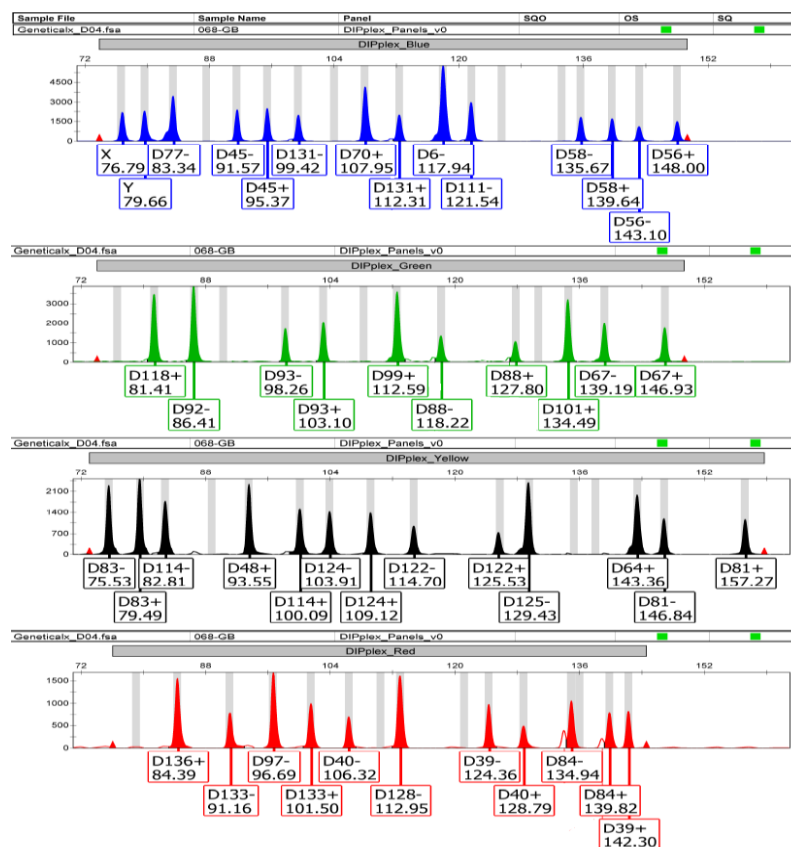 Sample File Sample Name Panel SQO OS SQ
Geneticalx_D04.fsa 068-GB DIPplex_Panels_v0
DIPplex_Blue
72 88 104 120 136 152
4500
3000
1500
0
X 76.79
Y 79.66
D77- 83.34
D45- 91.57
D45+ 95.37
D131- 99.42
D70+ 107.95
D131+ 112.31
D6- 117.94
D111- 121.54
D58- 135.67
D58+ 139.64
D56- 143.10
D56+ 148.00
Geneticalx_D04.fsa 068-GB DIPplex_Panels_v0
DIPplex_Green
72 88 120 136 152
3000
2000
1000
0
D118+ 81.41
D92- 86.41
D93- 98.26
D93+ 103.10
D99+ 112.59
D88- 118.22
D88+ 127.80
D101+ 134.49
D67- 139.19
D67+ 146.93
Geneticalx_D04.fsa 068-GB DIPplex_Panels_v0
DIPplex_Yellow
72 88 104 120 136 152
2100
1400
700
0
D83- 75.53
D83+ 79.49
D114- 82.81
D48+ 93.55
D114+ 100.09
D124- 103.91
D124+ 109.12
D122- 114.70
D122+ 125.53
D125- 129.43
D64+ 143.36
D81- 146.84
D81+ 157.27
Geneticalx_D04.fsa 068-GB DIPplex_Panels_v0
DIPplex_Red
72 88 104 120 136 152
1500
1000
500
0
D136+ 84.39
D133- 91.16
D97- 96.69
D133+ 101.50
D40- 106.32
D128- 112.95
D39- 124.36
D40+ 128.79
D84- 134.94
D84+ 139.82
D39+ 142.30